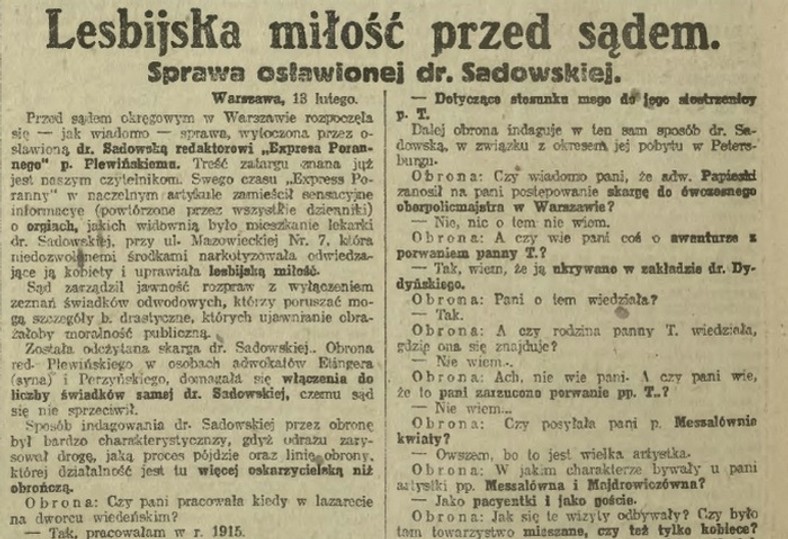 Lesbijska miłość przed sądem.
Sprawa osławionej dr. Sadowskiej.
Warszawa, 13 lutego.
Przed sądem okręgowym w Warszawie rozpoczęła
się — jak wiadomo — sprawa, wytoczona przez o-
sławioną dr. Sadowską redaktorowi „Expresa Poran-
nego" p. Plewińskiemu. Treść zatargu znana już
jest naszym czytelnikom. Swego czasu „Express Po-
ranny" w naczelnym artykule zamieścił sensacyjne
informacye (powtórzone przez wszystkie dzienniki)
o orgiach, jakich widownią było mieszkanie lekarki
dr. Sadowskiej, przy ul. Mazowieckiej Nr. 7, która
niedozwolonemi środkami narkotyzowała odwiedza-
jące ją kobiety i uprawiała lesbijską miłość.
Sąd zarządził jawność rozpraw z wyłączeniem
zeznań świadków odwodowych, którzy poruszać mo-
gą szczegóły b. drastyczne, których ujawnianie obra-
żałoby moralność publiczną.
Została odczytana skarga dr. Sadowskiej.. Obrona
red. Plewińskiego w osobach adwokatów Etingera
(syna) i Perzyńskiego, domagała się włączenia do
liczby świadków samej dr. Sadowskiej, czemu sąd
się nie sprzeciwił.
Sposób indagowania dr. Sadowskiej przez obronę
był bardzo charakterystycznzy, gdyż odrazu zary-
sował drogę, jaką proces pójdzie oraz linię obrony,
której działalność jest tu więcej oskarzycielską niż
obrończą.
Obrona: Czy pani pracowała kiedy w lazarecie
na dworcu wiedeńskim?
— Tak, pracowałam w r. 1915.
— Dotyczące stosunku mego do jego siostrzenicy
p. T.
Dalej obrona indaguje w ten sam sposób dr. Sa-
dowską, w związku z okresem jej pobytu w Peters-
burgu.
Obrona: Czy wiadomo pani, że adw. Papieski
zanosił na pani postępowanie skargę do ówczesnego
oberpolicmajstra w Warszawie?
— Nie, nic o tem nie wiem.
Obrona: A czy wie pani coś o awanturze z
porwaniem panny T.?
— Tak, wiem, że ją ukrywano w zakładzie dr. Dy-
dyńskiego.
Obrona: Pani o tem wiedziała?
— Tak.
Obrona: A czy rodzina panny T. wiedziała,
gdzie ona się znajduje?
— Nie wiem..
Obrona: Ach, nie wie pani. A czy pani wie,
że to pani zarzucono porwanie pp. T..?
— Nie wiem...
Obrona: Czy posyłała pani p. Messalównie
kwiaty?
— Owszem, bo to jest wielka artystka.
Obrona: W jakim charakterze bywały u pani
artystki pp. Messalówna i Majdrowiczówna?
— Jako pacyentki i jako goście.
Obrona: Jak się te wizyty odbywały? Czy było
tam towarzystwo mieszane, czy też tylko kobiece?